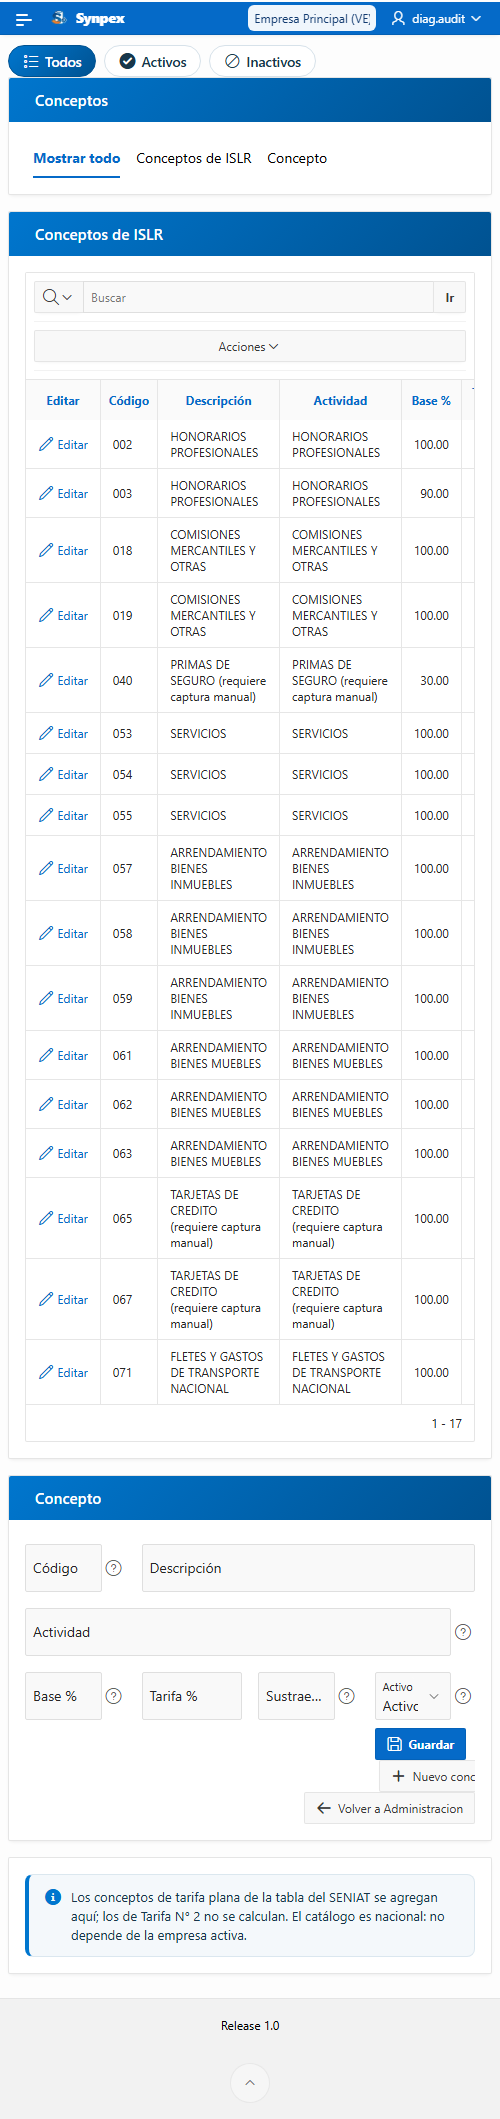 Synpex
Empresa Principal (VE)
diag.audit
Todos
Activos
Inactivos
Conceptos
Mostrar todo
Conceptos de ISLR
Concepto
Conceptos de ISLR
Buscar
Ir
Acciones
Editar Código Descripción Actividad Base %
Editar 002 HONORARIOS PROFESIONALES HONORARIOS PROFESIONALES 100.00
Editar 003 HONORARIOS PROFESIONALES HONORARIOS PROFESIONALES 90.00
Editar 018 COMISIONES MERCANTILES Y OTRAS COMISIONES MERCANTILES Y OTRAS 100.00
Editar 019 COMISIONES MERCANTILES Y OTRAS COMISIONES MERCANTILES Y OTRAS 100.00
Editar 040 PRIMAS DE SEGURO (requiere captura manual) PRIMAS DE SEGURO (requiere captura manual) 30.00
Editar 053 SERVICIOS SERVICIOS 100.00
Editar 054 SERVICIOS SERVICIOS 100.00
Editar 055 SERVICIOS SERVICIOS 100.00
Editar 057 ARRENDAMIENTO BIENES INMUEBLES ARRENDAMIENTO BIENES INMUEBLES 100.00
Editar 058 ARRENDAMIENTO BIENES INMUEBLES ARRENDAMIENTO BIENES INMUEBLES 100.00
Editar 059 ARRENDAMIENTO BIENES INMUEBLES ARRENDAMIENTO BIENES INMUEBLES 100.00
Editar 061 ARRENDAMIENTO BIENES MUEBLES ARRENDAMIENTO BIENES MUEBLES 100.00
Editar 062 ARRENDAMIENTO BIENES MUEBLES ARRENDAMIENTO BIENES MUEBLES 100.00
Editar 063 ARRENDAMIENTO BIENES MUEBLES ARRENDAMIENTO BIENES MUEBLES 100.00
Editar 065 TARJETAS DE CREDITO (requiere captura manual) TARJETAS DE CREDITO (requiere captura manual) 100.00
Editar 067 TARJETAS DE CREDITO (requiere captura manual) TARJETAS DE CREDITO (requiere captura manual) 100.00
Editar 071 FLETES Y GASTOS DE TRANSPORTE NACIONAL FLETES Y GASTOS DE TRANSPORTE NACIONAL 100.00
1 - 17
Concepto
Código
Descripción
Actividad
Base %
Tarifa %
Sustrae...
Activo
Activo
Guardar
Nuevo conc
Volver a Administracion
Los conceptos de tarifa plana de la tabla del SENIAT se agregan
aquí; los de Tarifa N° 2 no se calculan. El catálogo es nacional: no
depende de la empresa activa.
Release 1.0